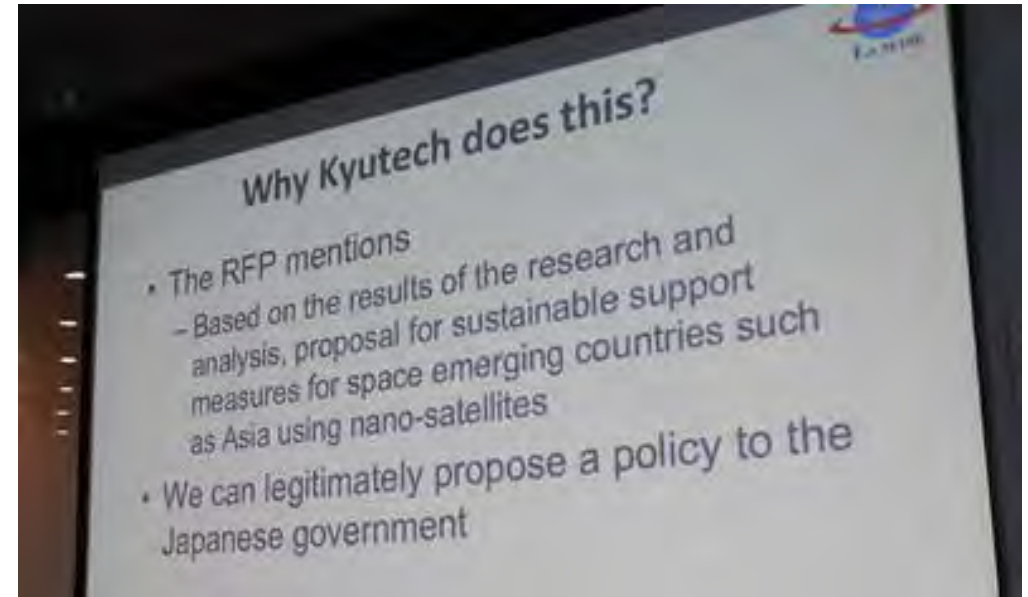 Why Kyutech does this?
• The RFP mentions
– Based on the results of the research and
analysis, proposal for sustainable support
measures for space emerging countries such
as Asia using nano-satellites
• We can legitimately propose a policy to the
Japanese government